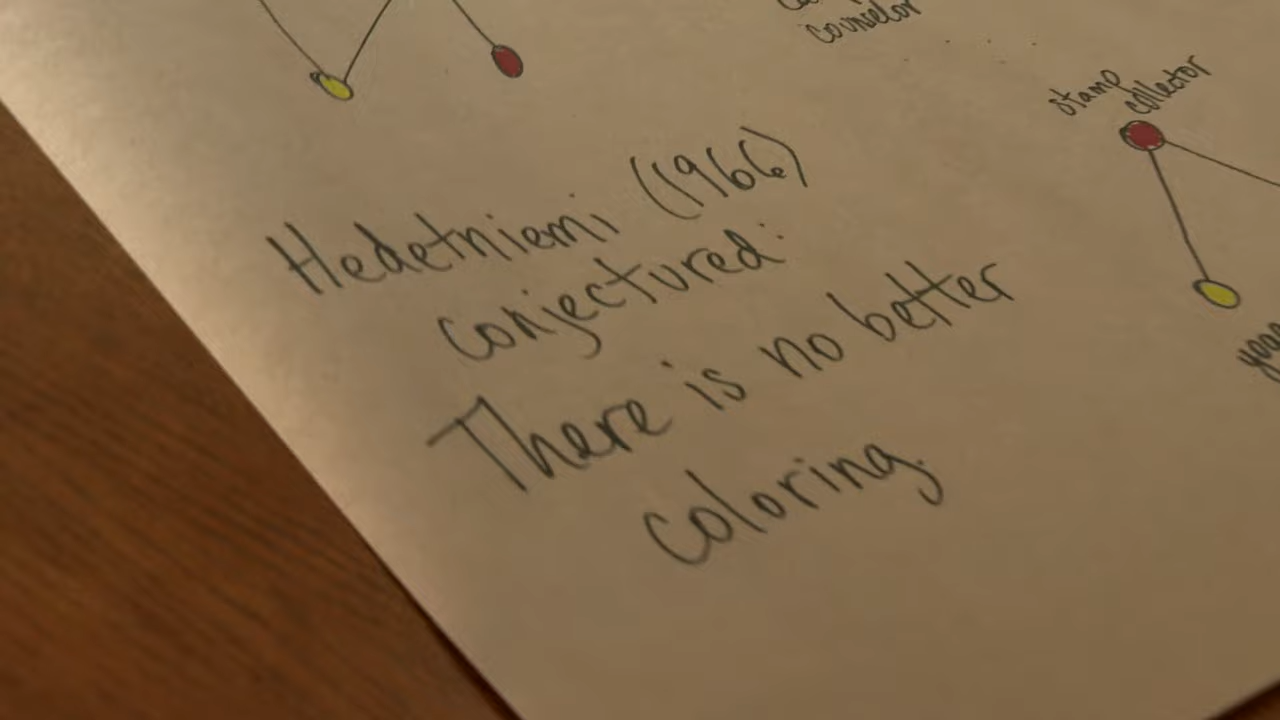 counselor
stamp
collector
Hedetniemi (1966)
conjectured:
There is no better
coloring.